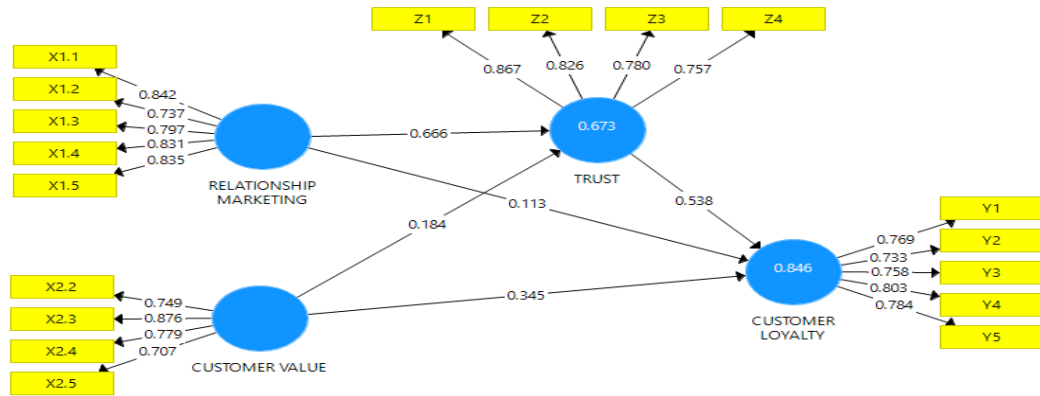 Z1
Z2
Z3
Z4
X1.1
X1.2
X1.3
X1.4
X1.5
0.842
0.737
0.797
0.831
0.835
0.867
0.826
0.780
0.757
RELATIONSHIP
MARKETING
0.666
0.673
TRUST
0.113
0.184
0.538
0.345
X2.2
X2.3
X2.4
X2.5
0.749
0.876
0.779
0.707
CUSTOMER VALUE
0.846
CUSTOMER
LOYALTY
0.769
0.733
0.758
0.803
0.784
Y1
Y2
Y3
Y4
Y5